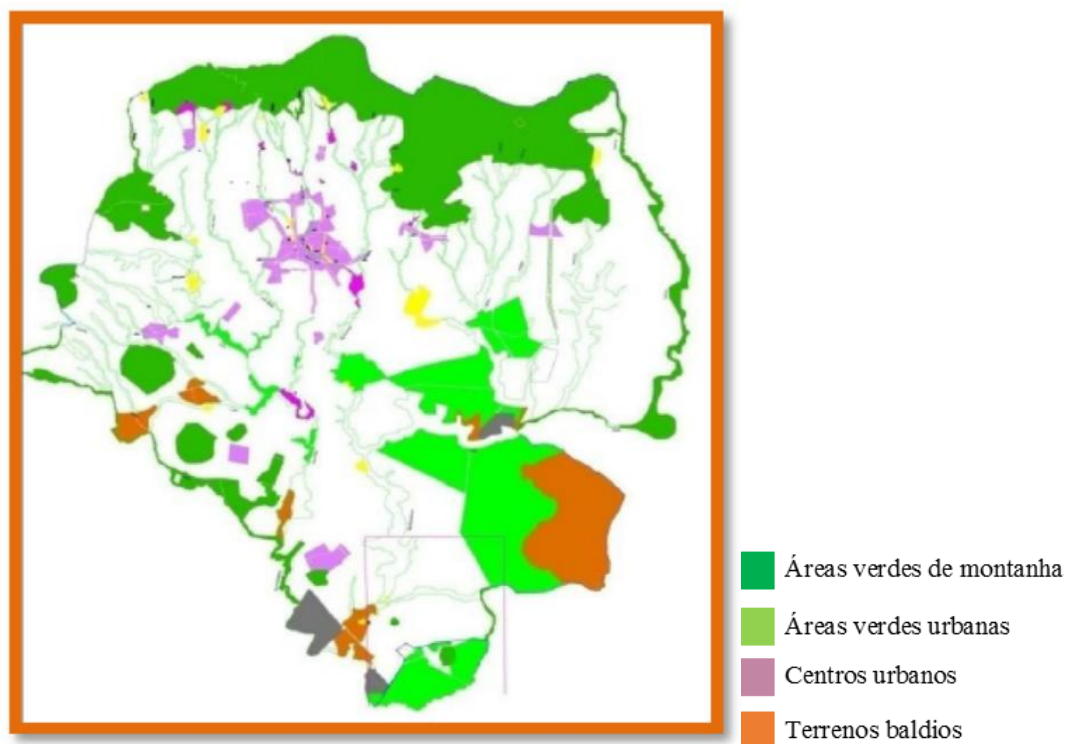 Áreas verdes de montanha
Áreas verdes urbanas
Centros urbanos
Terrenos baldios